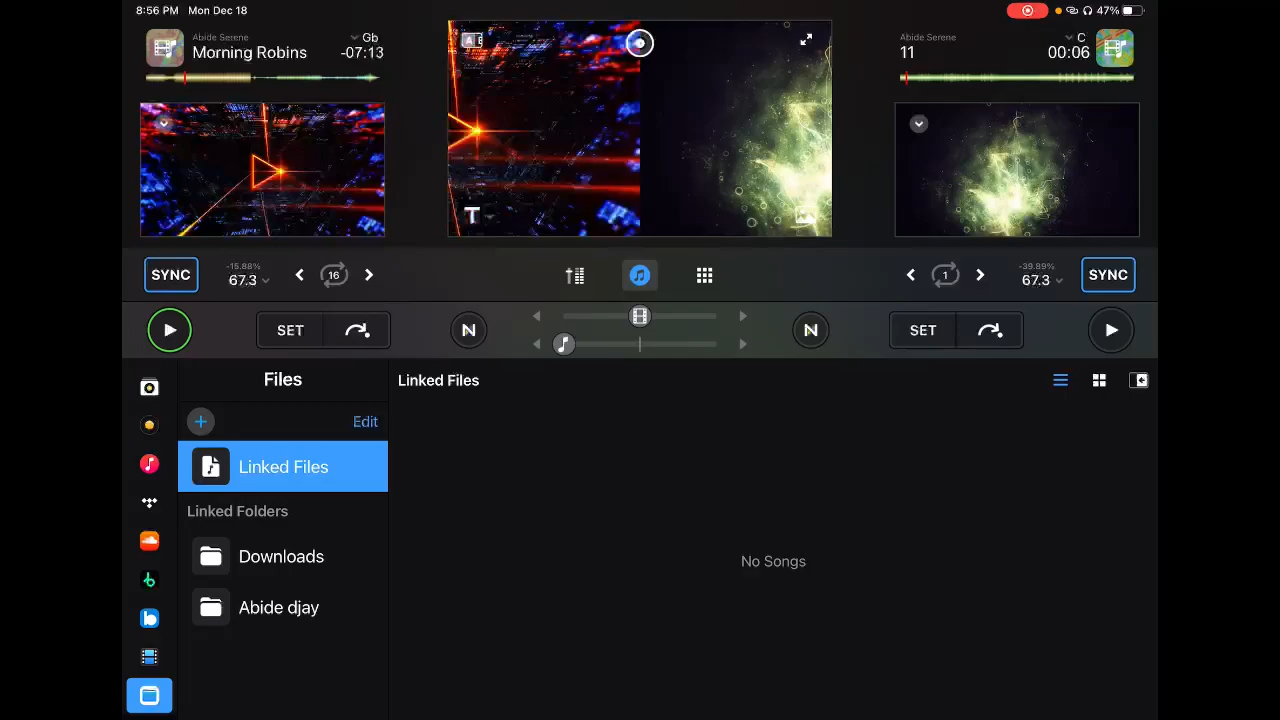 8:56 PM Mon Dec 18
47%
Abide Serene
Gb
Morning Robins
-07:13
Abide Serene
C
11
00:06
A
T
SYNC
-15.88%
67.3
16
1
-39.89%
67.3
SYNC
SET
N
N
SET
Files
Linked Files
Edit
Linked Files
Linked Folders
Downloads
No Songs
Abide djay